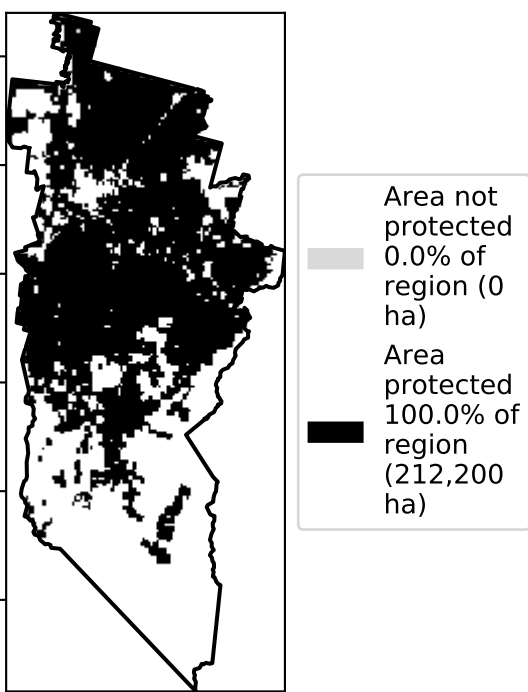 Area not
protected
0.0% of
region (0
ha)
Area
protected
100.0% of
region
(212,200
ha)